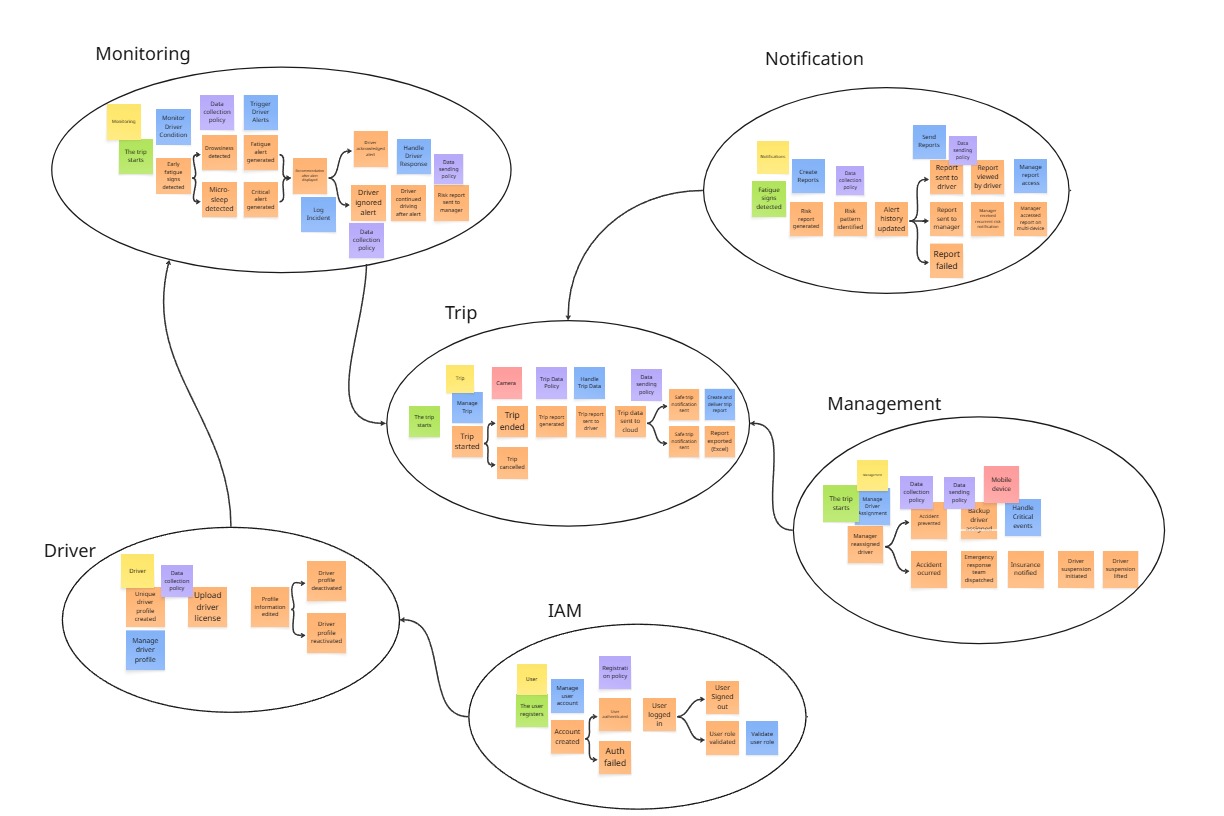 Monitoring
Monitoring
The trip
starts
Monitor
Driver
Condition
Early
fatigue
signs
detected
Data
collection
policy
Trigger
Driver
Alerts
Drowsiness
detected
Fatigue
alert
generated
Micro-
sleep
detected
Critical
alert
generated
Recommendation
after alert
displayed
Log
Incident
Driver
acknowledged
alert
Handle
Driver
Response
Data
sending
policy
Driver
ignored
alert
Driver
continued
driving
after alert
Risk report
sent to
manager
Data
collection
policy
Notification
Notifications
Fatigue
signs
detected
Create
Reports
Data
collection
policy
Risk
report
generated
Risk
pattern
identified
Alert
history
updated
Send
Reports
Data
sending
policy
Report
sent to
driver
Report
viewed
by driver
Manage
report
access
Report
sent to
manager
Manager
received
recurrent risk
notification
Manager
accessed
report on
multi-device
Report
failed
Trip
Trip
Camera
Trip Data
Policy
Handle
Trip Data
Data
sending
policy
Safe trip
notification
sent
Create and
deliver trip
report
The trip
starts
Manage
Trip
Trip
started
Trip
ended
Trip report
generated
Trip report
sent to
driver
Trip data
sent to
cloud
Safe trip
notification
sent
Report
exported
(Excel)
Trip
cancelled
Management
Management
The trip
starts
Manage
Driver
Assignment
Data
collection
policy
Data
sending
policy
Mobile
device
Accident
prevented
Backup
driver
assigned
Handle
Critical
events
Manager
reassigned
driver
Accident
ocurred
Emergency
response
team
dispatched
Insurance
notified
Driver
suspension
initiated
Driver
suspension
lifted
Driver
Driver
Data
collection
policy
Unique
driver
profile
created
Upload
driver
license
Manage
driver
profile
Profile
information
edited
Driver
profile
deactivated
Driver
profile
reactivated
IAM
User
The user
registers
Manage
user
account
Registrati
on policy
Account
created
User
authenticated
Auth
failed
User
logged
in
User
Signed
out
User role
validated
Validate
user role